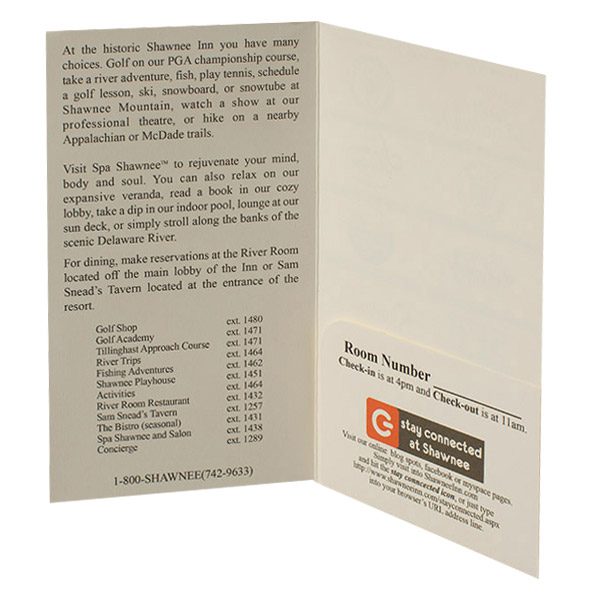 At the historic Shawnee Inn you have many
choices. Golf on our PGA championship course,
take a river adventure, fish, play tennis, schedule
a golf lesson, ski, snowboard, or snowtube at
Shawnee Mountain, watch a show at our
professional theatre, or hike on a nearby
Appalachian or McDade trails.
Visit Spa Shawnee™ to rejuvenate your mind,
body and soul. You can also relax on our
expansive veranda, read a book in our cozy
lobby, take a dip in our indoor pool, lounge at our
sun deck, or simply stroll along the banks of the
scenic Delaware River.
For dining, make reservations at the River Room
located off the main lobby of the Inn or Sam
Snead's Tavern located at the entrance of the
resort.
Golf Shop ext. 1480
Golf Academy ext. 1471
Tillinghast Approach Course ext. 1471
River Trips ext. 1464
Fishing Adventures ext. 1462
Shawnee Playhouse ext. 1451
Activities ext. 1464
River Room Restaurant ext. 1432
Sam Snead's Tavern ext. 1257
The Bistro (seasonal) ext. 1431
Spa Shawnee and Salon ext. 1438
Concierge ext. 1289
1-800-SHAWNEE(742-9633)
Room Number
Check-in is at 4pm and Check-out is at 11am.
stay connected
at Shawnee
Visit our online blog spots, facebook or myspace pages.
Simply visit into ShawneeInn.com
and hit the stay connected icon, or just type
http://www.shawneeinn.com/stayconnected.aspx
into your browser's URL address line.